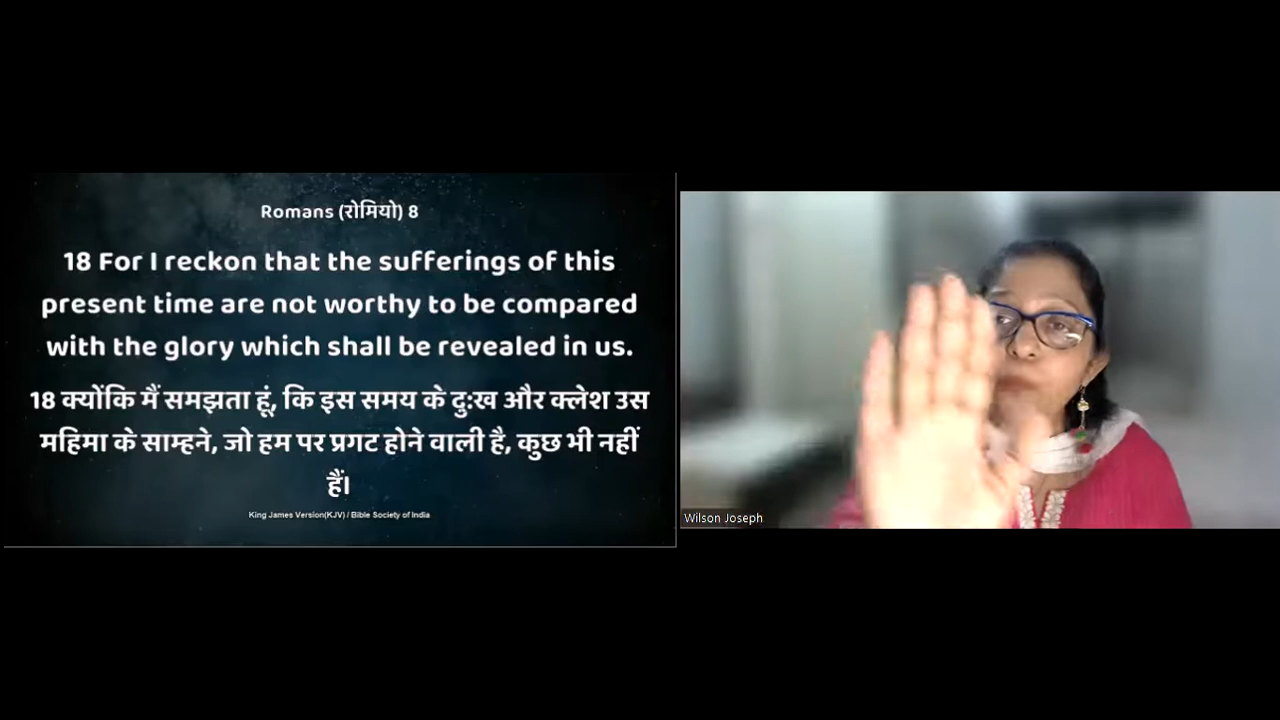 Romans (रोमियो) 8
18 For I reckon that the sufferings of this
present time are not worthy to be compared
with the glory which shall be revealed in us.
18 क्योंकि मैं समझता हूं, कि इस समय के दु:ख और क्लेश उस
महिमा के साम्हने, जो हम पर प्रगट होने वाली है, कुछ भी नहीं
हैं।
King James Version(KJV) / Bible Society of India
Wilson Joseph